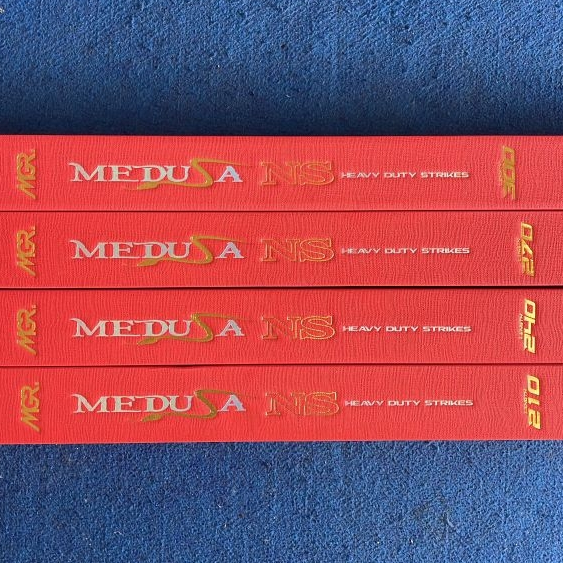 MGR. MEDUSA NS HEAVY DUTY STRIKES 300
MGR. MEDUSA NS HEAVY DUTY STRIKES 270
MGR. MEDUSA NS HEAVY DUTY STRIKES 240
MGR. MEDUSA NS HEAVY DUTY STRIKES 210